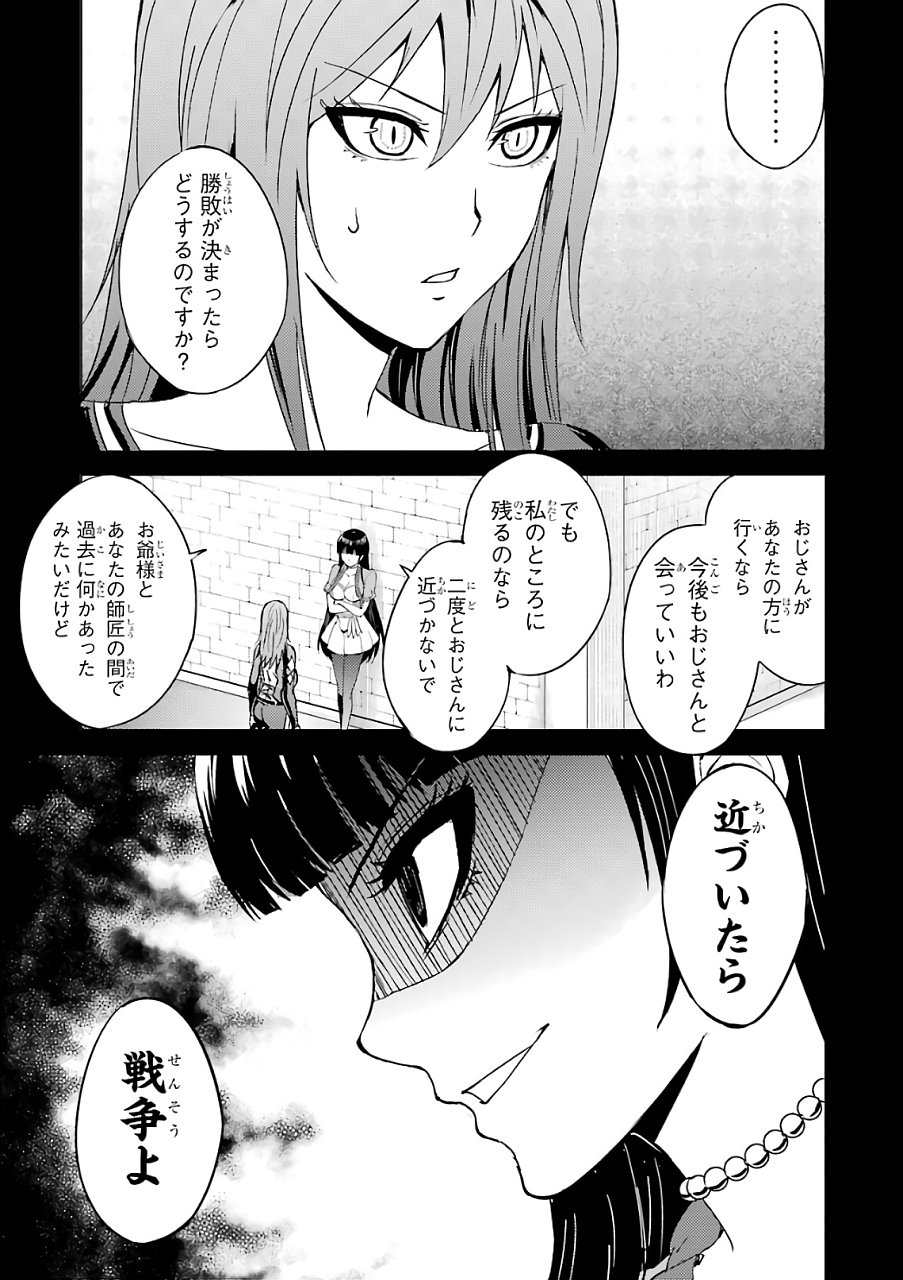 ………
勝敗が決まったら
どうするのですか？
おじさんが
あなたの方に
行くなら
今後もおじさんと
会っていいわ
でも
私のところに
残るのなら
二度とおじさんに
近づかないで
お爺様と
あなたの師匠の間で
過去に何かあった
みたいだけど
近づいたら
戦争よ